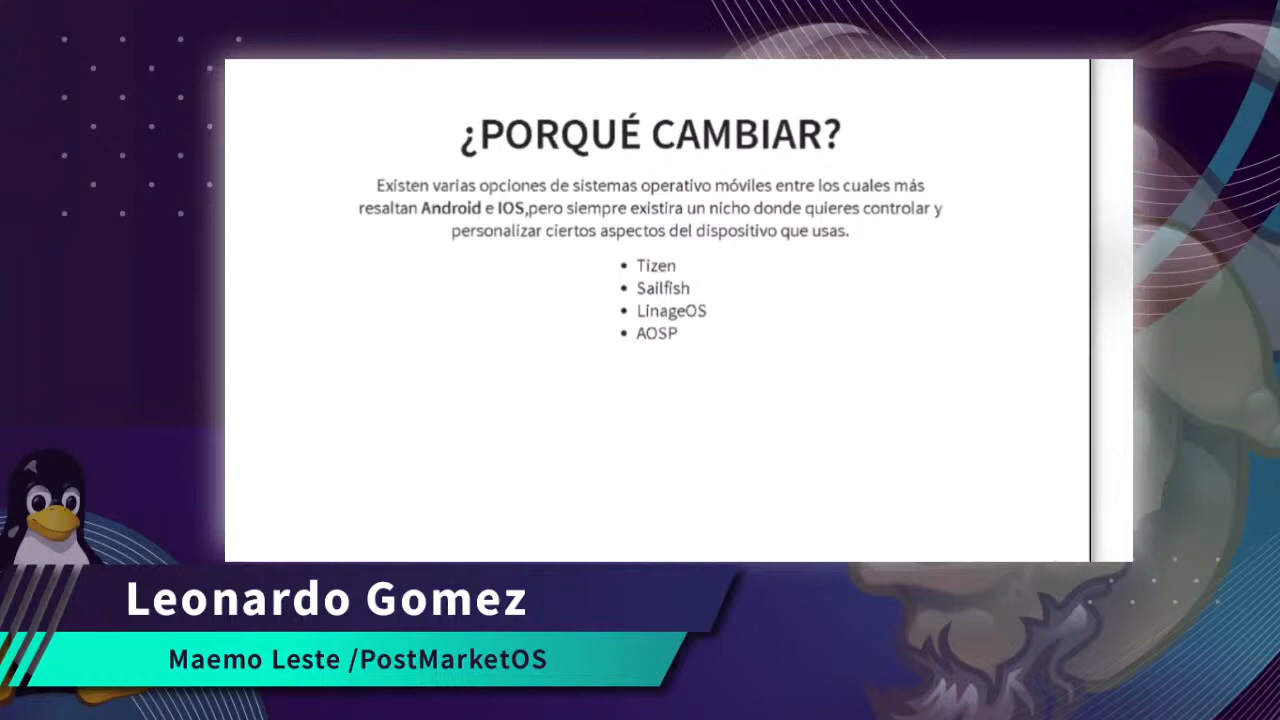 ¿PORQUÉ CAMBIAR?
Existen varias opciones de sistemas operativo móviles entre los cuales más
resaltan Android e IOS,pero siempre existira un nicho donde quieres controlar y
personalizar ciertos aspectos del dispositivo que usas.
• Tizen
• Sailfish
• LinageOS
• AOSP
Leonardo Gomez
Maemo Leste /PostMarketOS